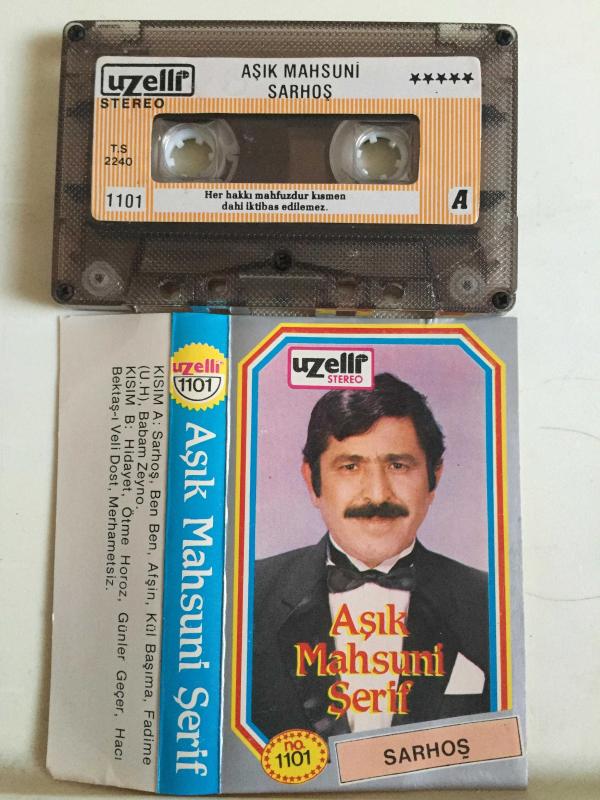 uzelli
STEREO
AŞIK MAHSUNİ
SARHOŞ
T.S
2240
1101
Her hakkı mahfuzdur kısmen
dahi iktibas edilemez.
A
uzelli
STEREO
Aşık
Mahsuni
Şerif
no.
1101
SARHOŞ
uzelli
1101
Aşık Mahsuni Şerif
KISIM A: Sarhoş, Ben Ben, Afşin, Kül Başıma, Fadime
(U.H), Babam Zeyno.
KISIM B: Hidayet, Ötme Horoz, Günler Geçer, Hacı
Bektaş-ı Veli Dost, Merhametsiz.